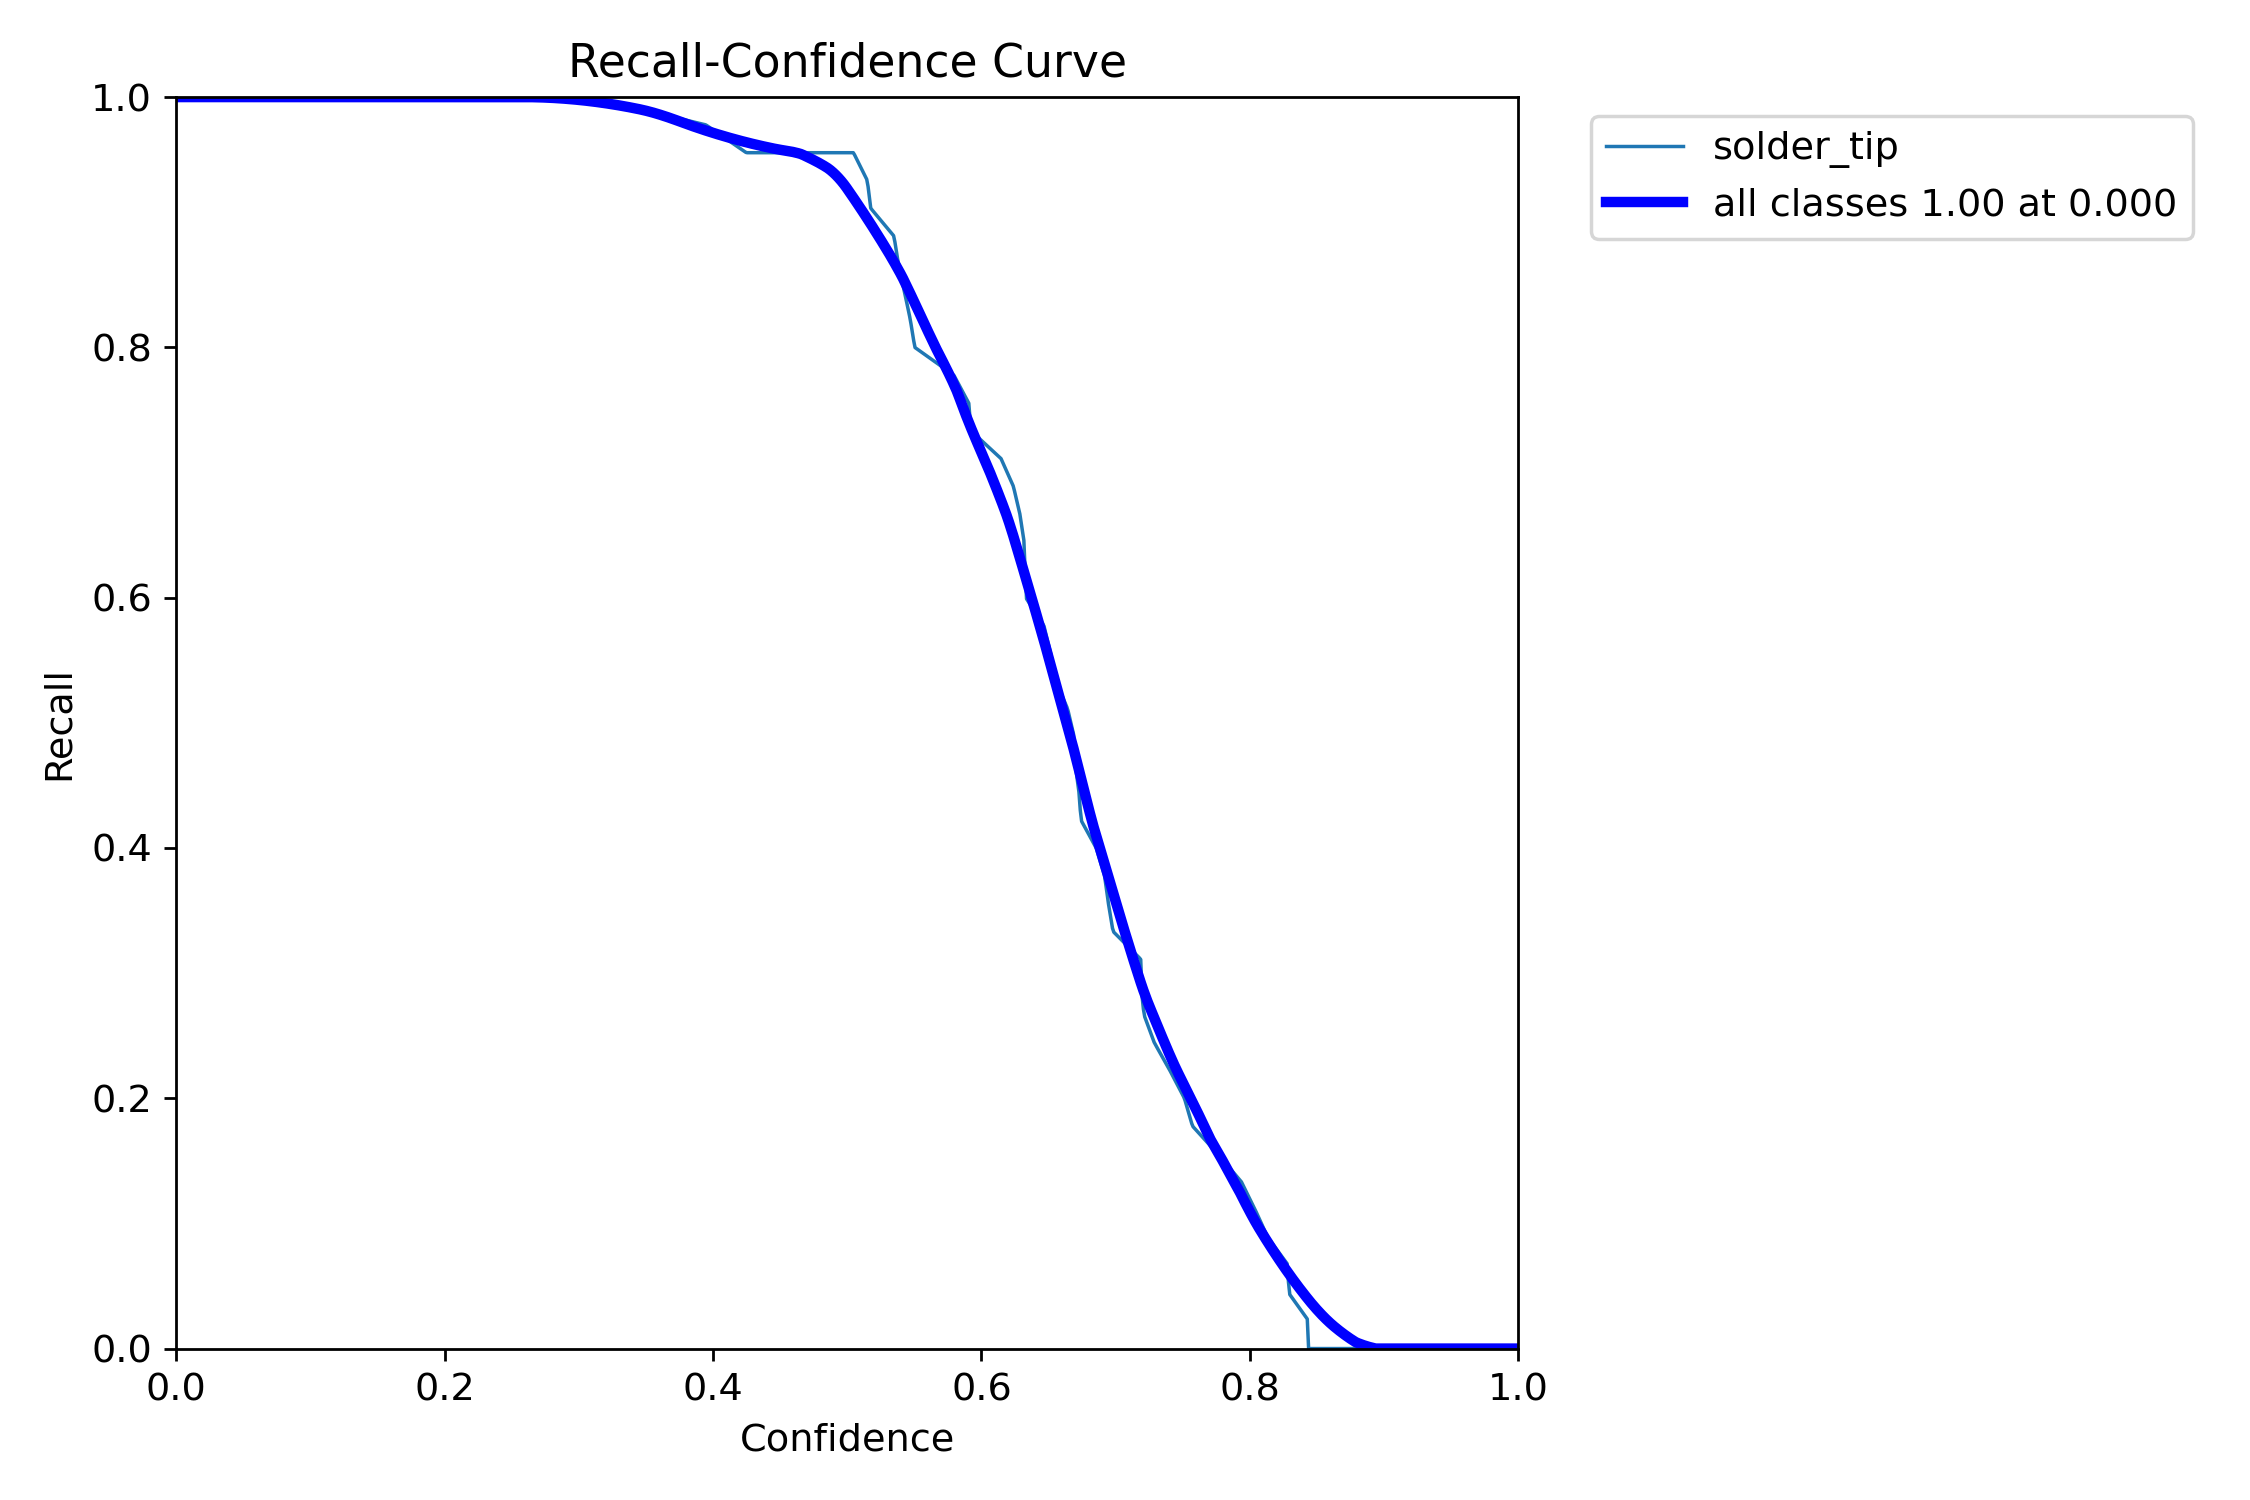 Recall-Confidence Curve
1.0
0.8
0.6
0.4
0.2
0.0
Recall
0.0 0.2 0.4 0.6 0.8 1.0
Confidence
solder_tip
all classes 1.00 at 0.000